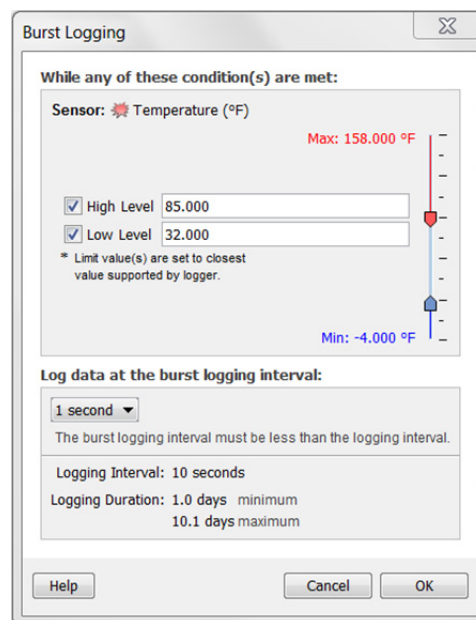 Burst Logging
While any of these condition(s) are met:
Sensor: Temperature (ºF)
Max: 158.000 ºF
High Level 85.000
Low Level 32.000
* Limit value(s) are set to closest
value supported by logger.
Min: -4.000 ºF
Log data at the burst logging interval:
1 second
The burst logging interval must be less than the logging interval.
Logging Interval: 10 seconds
Logging Duration: 1.0 days minimum
10.1 days maximum
Help Cancel OK